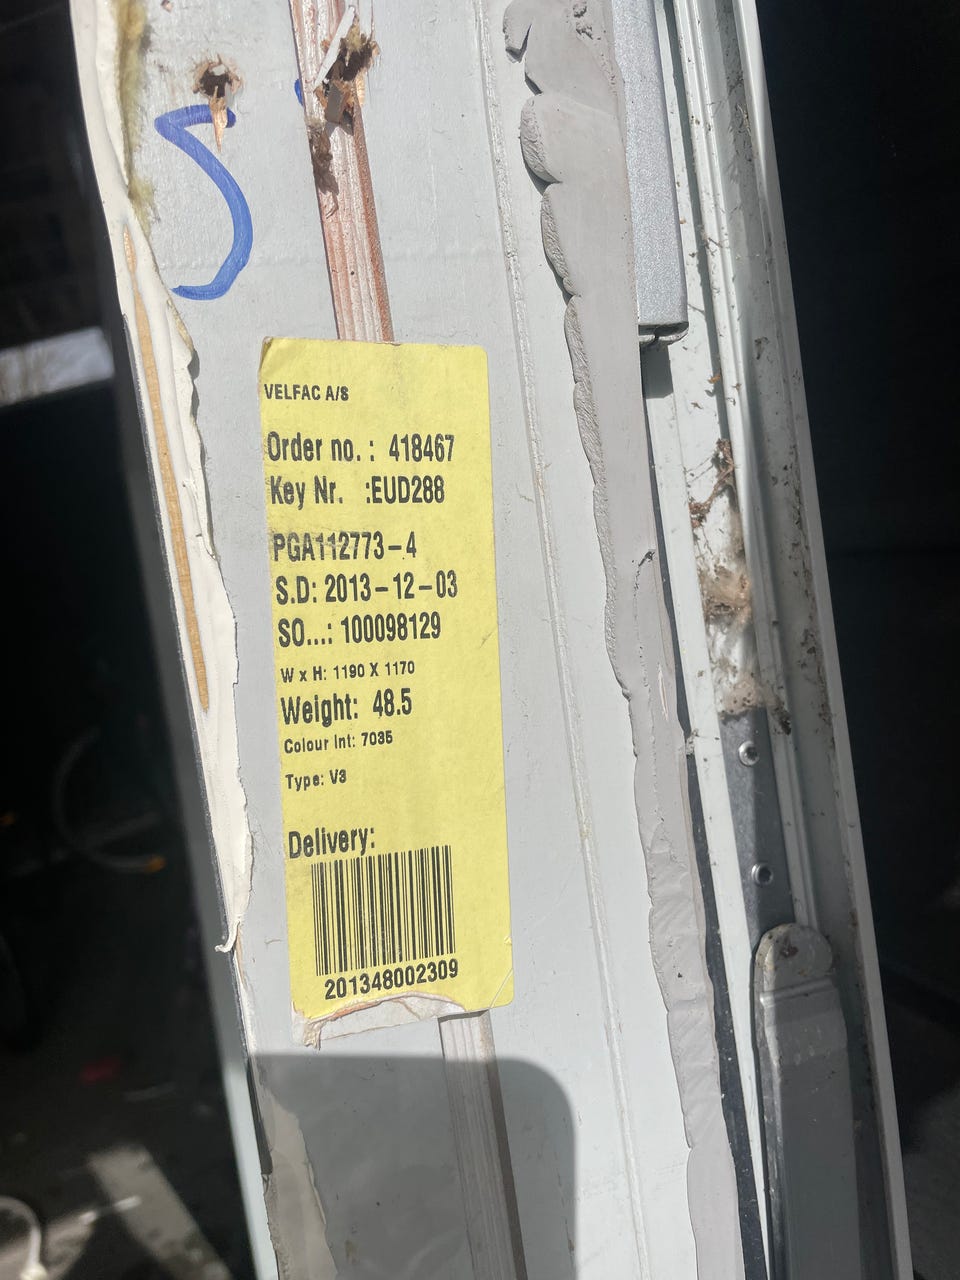 S
VELFAC A/S
Order no. : 418467
Key Nr. :EUD288
PGA112773-4
S.D: 2013-12-03
SO...: 100098129
W x H: 1190 X 1170
Weight: 48.5
Colour Int: 7035
Type: V3
Delivery:
201348002309